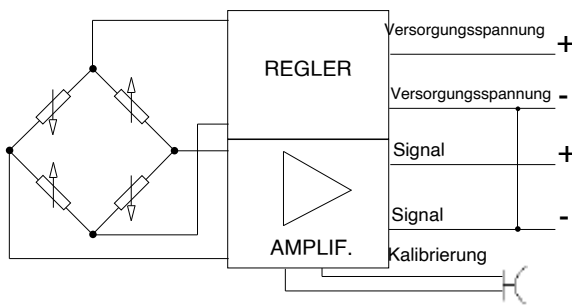 Versorgungsspannung +
REGLER
Versorgungsspannung -
Signal +
Signal -
AMPLIF.
Kalibrierung